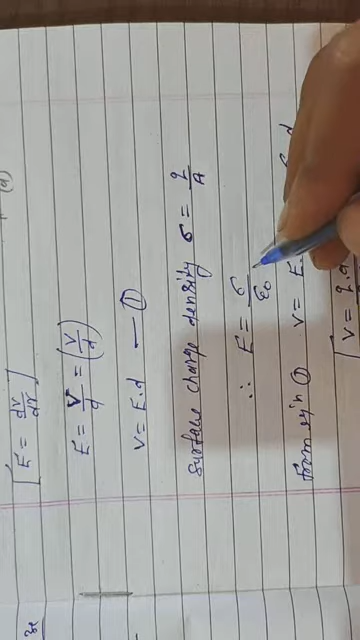 [E = dV/dr]
E = V/d = (V/d)
V = E.d — ①
Surface charge density σ = q/A
∴ E = σ/ε₀
from eq'n ① V = E.
V = q.d